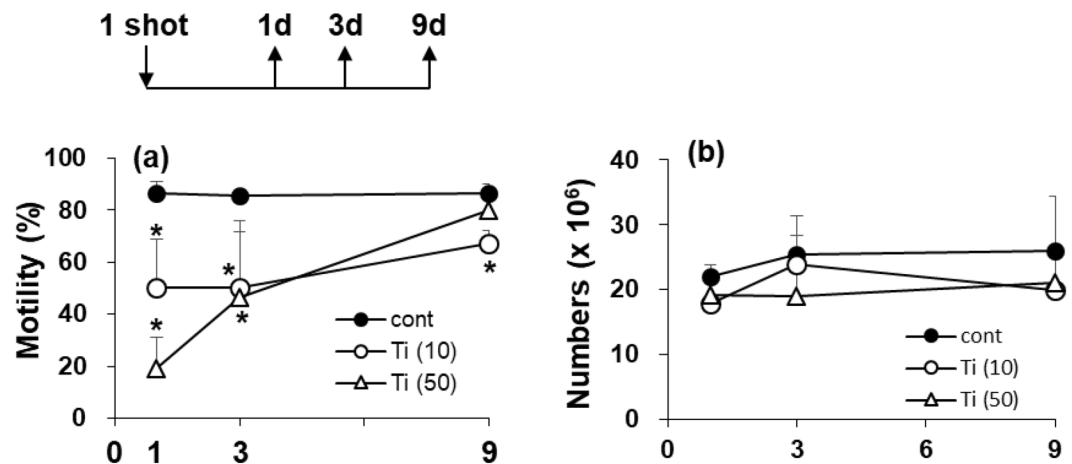 1 shot 1d 3d 9d
(a)
Motility (%)
100
80
60
40
20
0
* * * * *
cont
Ti (10)
Ti (50)
0 1 3 9
(b)
Numbers (x 10⁶)
40
30
20
10
0
cont
Ti (10)
Ti (50)
0 3 6 9